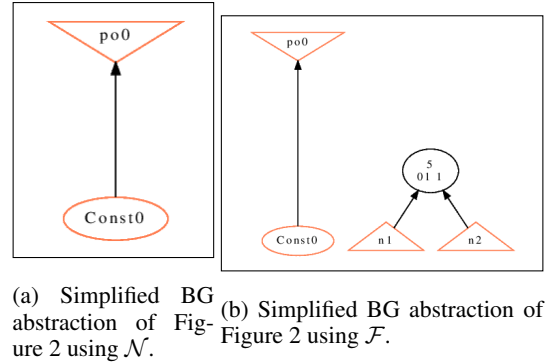 po0
Const0
po0
5
01 1
Const0
n1
n2
(a) Simplified BG
abstraction of Fig-
ure 2 using 𝒩.
(b) Simplified BG abstraction of
Figure 2 using ℱ.